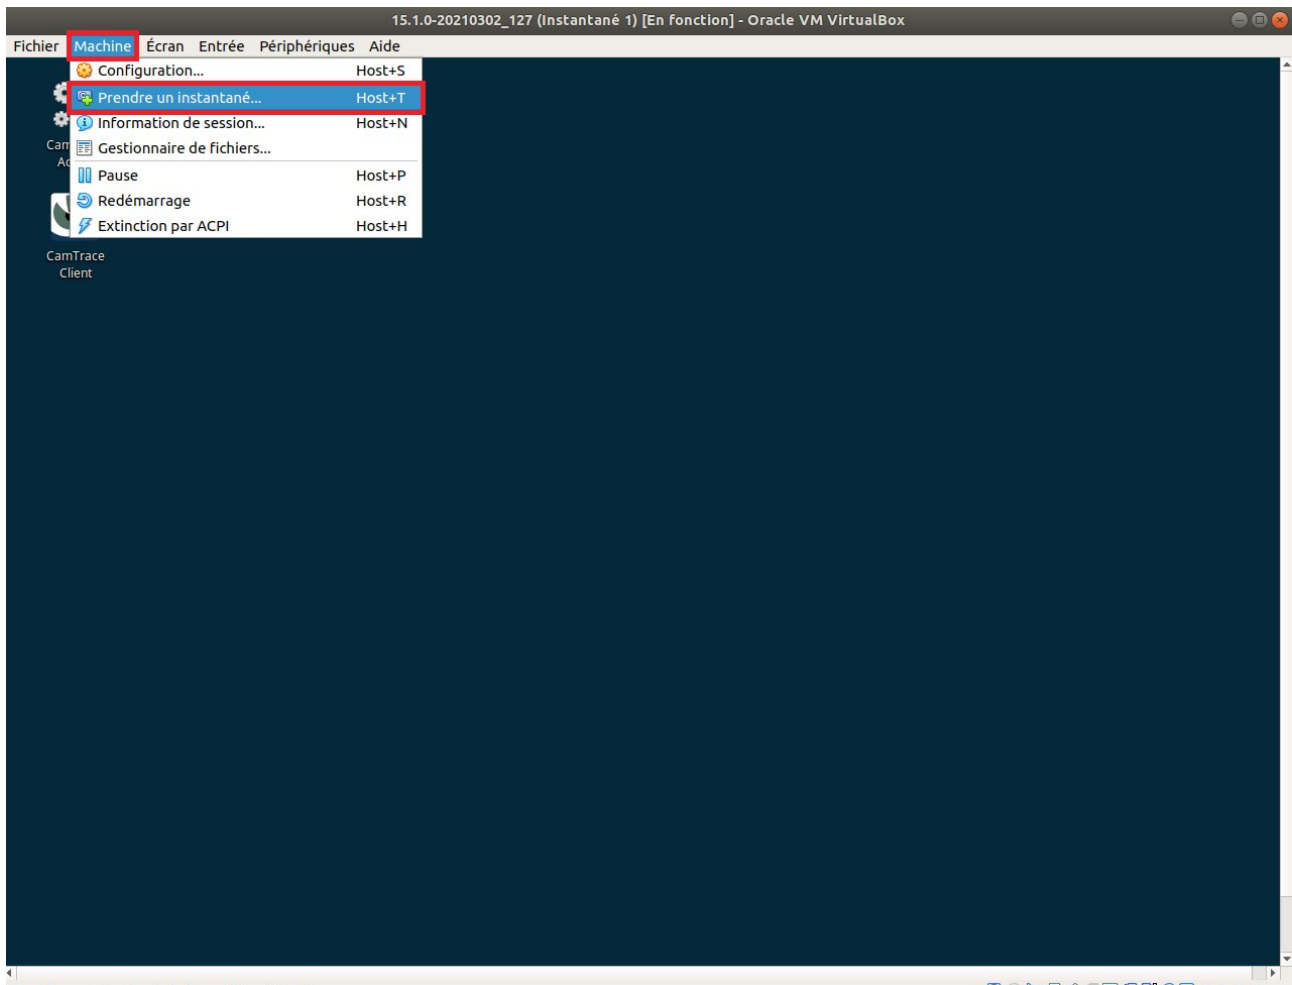 15.1.0-20210302_127 (Instantané 1) [En fonction] - Oracle VM VirtualBox
Fichier Machine Écran Entrée Périphériques Aide
Configuration... Host+S
Prendre un instantané... Host+T
Information de session... Host+N
Gestionnaire de fichiers...
Pause Host+P
Redémarrage Host+R
Extinction par ACPI Host+H
CamTrace
Client